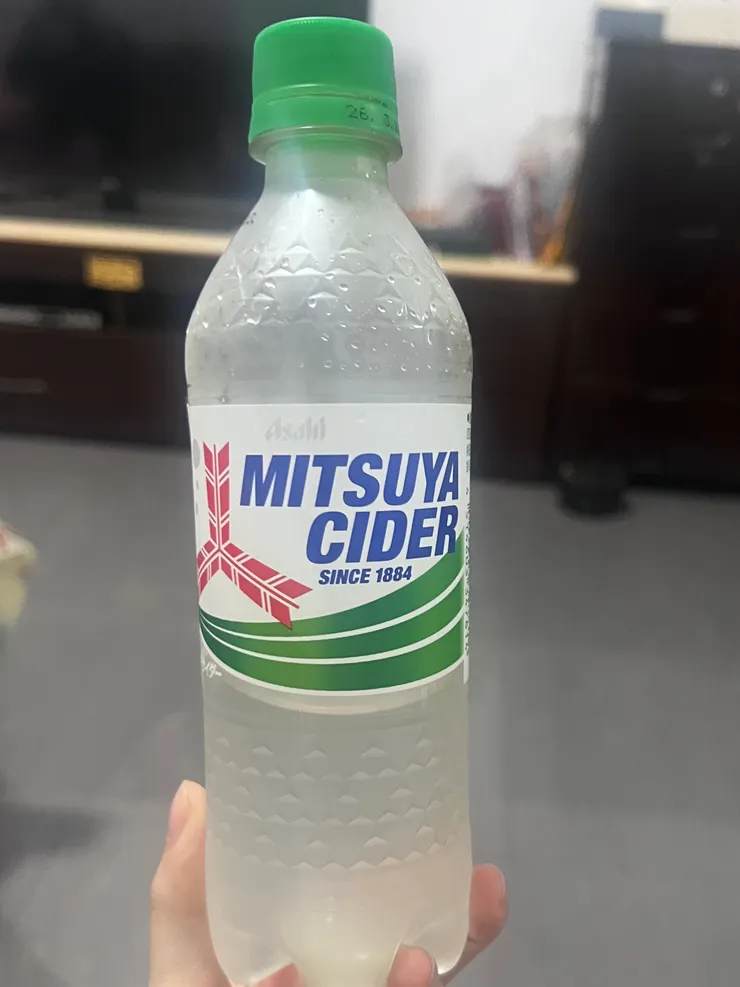 Asahi
MITSUYA
CIDER
SINCE 1884